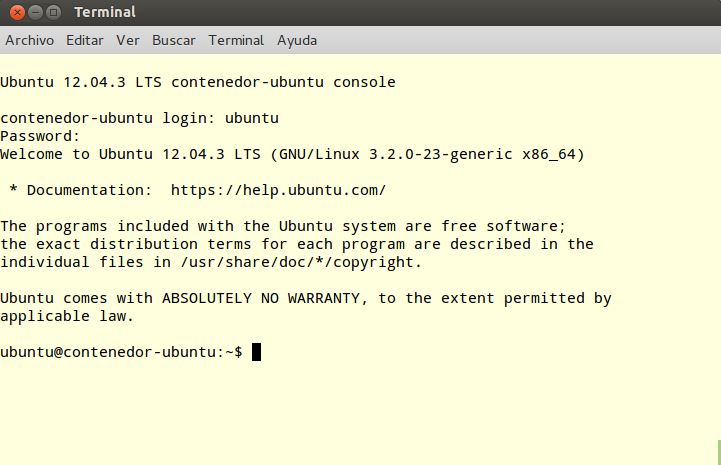 Terminal
Archivo Editar Ver Buscar Terminal Ayuda
Ubuntu 12.04.3 LTS contenedor-ubuntu console
contenedor-ubuntu login: ubuntu
Password:
Welcome to Ubuntu 12.04.3 LTS (GNU/Linux 3.2.0-23-generic x86_64)
* Documentation:  https://help.ubuntu.com/
The programs included with the Ubuntu system are free software;
the exact distribution terms for each program are described in the
individual files in /usr/share/doc/*/copyright.
Ubuntu comes with ABSOLUTELY NO WARRANTY, to the extent permitted by
applicable law.
ubuntu@contenedor-ubuntu:~$